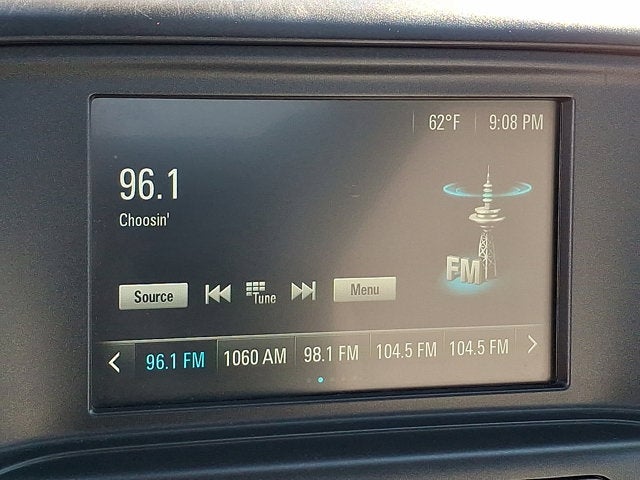 62°F 9:08 PM
96.1
Choosin'
FM
Source Tune Menu
96.1 FM 1060 AM 98.1 FM 104.5 FM 104.5 FM